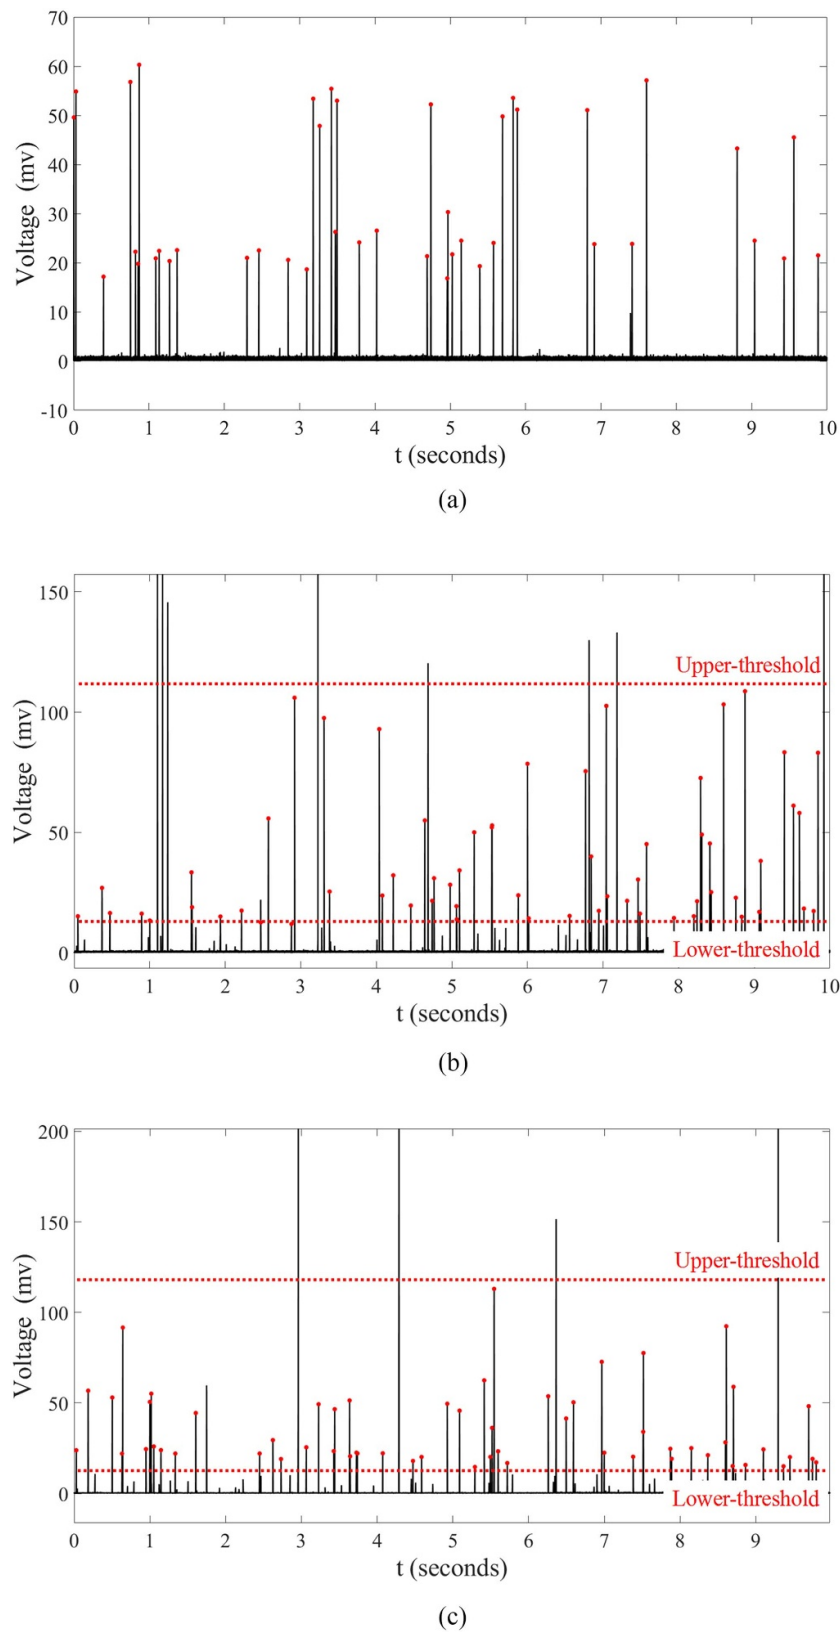 70
60
50
40
30
20
10
0
-10
Voltage (mv)
0 1 2 3 4 5 6 7 8 9 10
t (seconds)
(a)
150
100
50
0
Voltage (mv)
Upper-threshold
Lower-threshold
0 1 2 3 4 5 6 7 8 9 10
t (seconds)
(b)
200
150
100
50
0
Voltage (mv)
Upper-threshold
Lower-threshold
0 1 2 3 4 5 6 7 8 9
t (seconds)
(c)